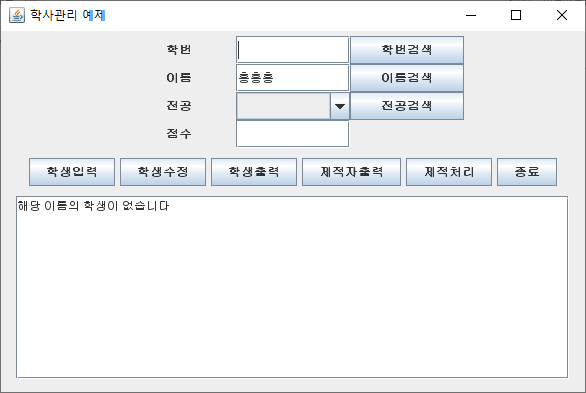 학사관리 예제
학번 학번검색
이름 홍홍홍 이름검색
전공 전공검색
점수
학생입력 학생수정 학생출력 제적자출력 제적처리 종료
해당 이름의 학생이 없습니다